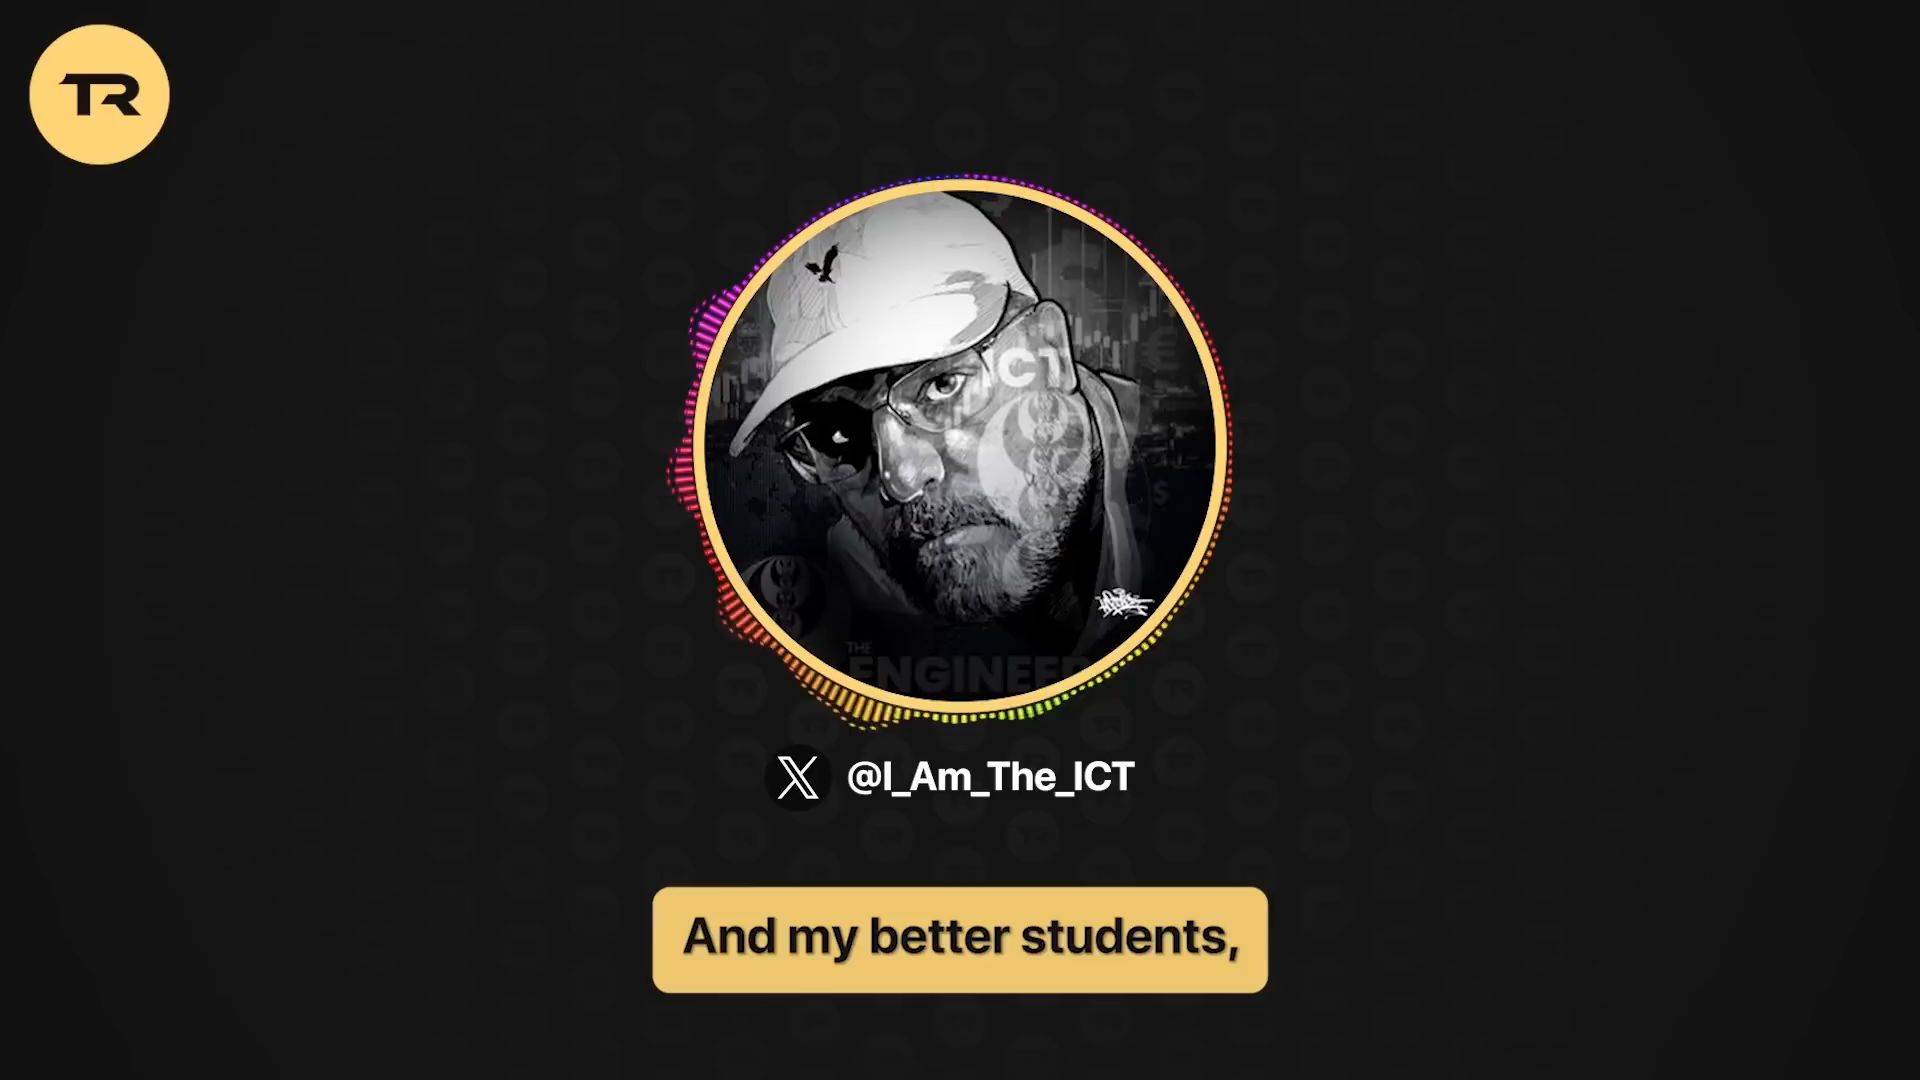 TR
ICT
THE
ENGINEER
@I_Am_The_ICT
And my better students,